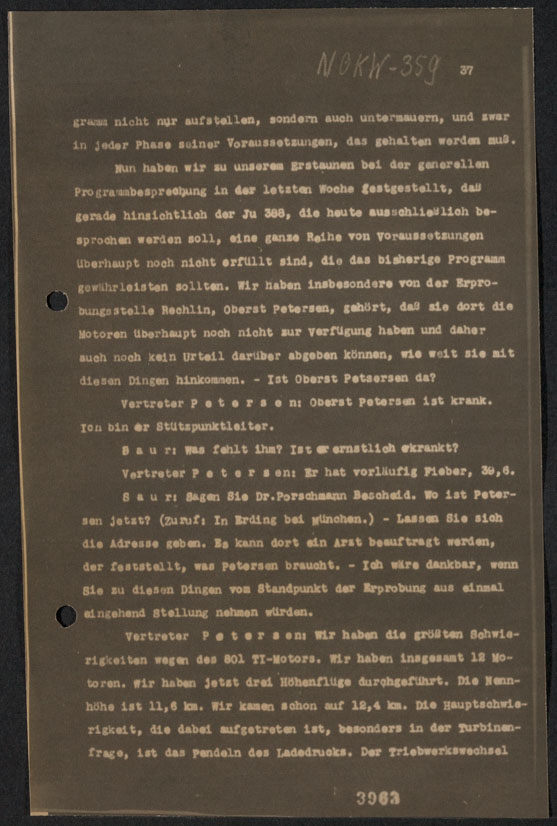 NOKW-359
37
gramm nicht nur aufstellen, sondern auch untermauern, und zwar
in jeder Phase seiner Voraussetzungen, das gehalten werden muß.
Nun haben wir zu unserem Erstaunen bei der generellen
Programmbesprechung in der letzten Woche festgestellt, daß
gerade hinsichtlich der Ju 388, die heute ausschließlich be-
sprochen werden soll, eine ganze Reihe von Voraussetzungen
überhaupt noch nicht erfüllt sind, die das bisherige Programm
gewährleisten sollten. Wir haben insbesondere von der Erpro-
bungsstelle Rechlin, Oberst Petersen, gehört, daß sie dort die
Motoren überhaupt noch nicht zur Verfügung haben und daher
auch noch kein Urteil darüber abgeben können, wie weit sie mit
diesen Dingen hinkommen. - Ist Oberst Petsersen da?
Vertreter P e t e r s e n: Oberst Petersen ist krank.
Ich bin der Stützpunktleiter.
S a u r: Was fehlt ihm? Ist er ernstlich erkrankt?
Vertreter P e t e r s e n: Er hat vorläufig Fieber, 39,6.
S a u r: Sagen Sie Dr.Porschmann Bescheid. Wo ist Peter-
sen jetzt? (Zuruf: In Erding bei München.) - Lassen Sie sich
die Adresse geben. Es kann dort ein Arzt beauftragt werden,
der feststellt, was Petersen braucht. - Ich wäre dankbar, wenn
Sie zu diesen Dingen vom Standpunkt der Erprobung aus einmal
eingehend Stellung nehmen würden.
Vertreter P e t e r s e n: Wir haben die größten Schwie-
rigkeiten wegen des 801 TI-Motors. Wir haben insgesamt 12 Mo-
toren. Wir haben jetzt drei Höhenflüge durchgeführt. Die Nenn-
höhe ist 11,6 km. Wir kamen schon auf 12,4 km. Die Hauptschwie-
rigkeit, die dabei aufgetreten ist, besonders in der Turbinen-
frage, ist das Pendeln des Ladedrucks. Der Triebwerkswechsel
3963